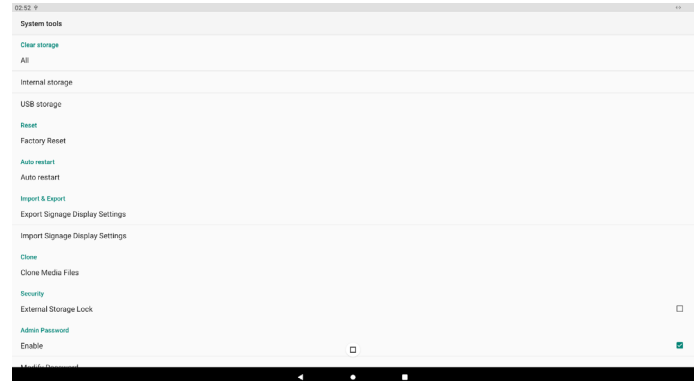 02:52
System tools
Clear storage
All
Internal storage
USB storage
Reset
Factory Reset
Auto restart
Auto restart
Import & Export
Export Signage Display Settings
Import Signage Display Settings
Clone
Clone Media Files
Security
External Storage Lock
Admin Password
Enable
Modify Password